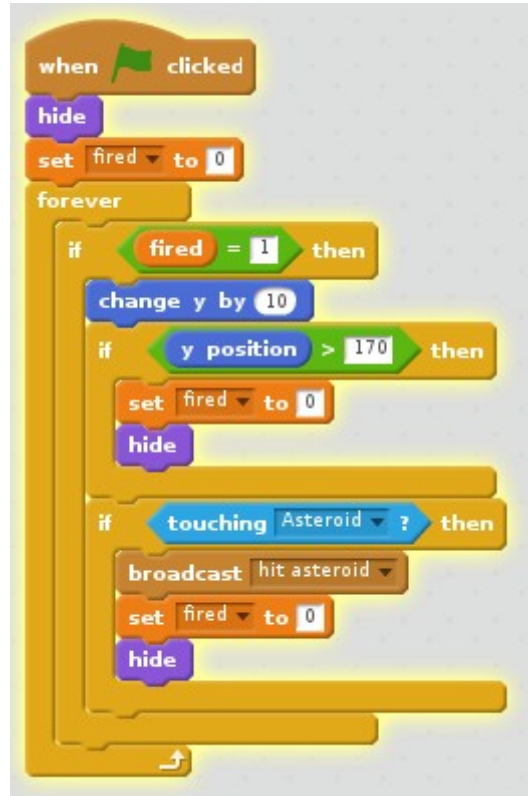 when clicked
hide
set fired to 0
forever
if fired = 1 then
change y by 10
if y position > 170 then
set fired to 0
hide
if touching Asteroid ? then
broadcast hit asteroid
set fired to 0
hide